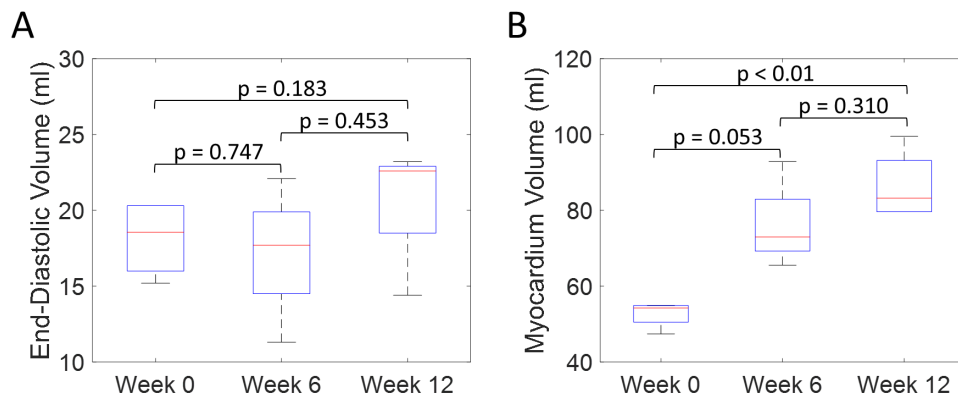 A
End-Diastolic Volume (ml)
30
25
20
15
10
p = 0.183
p = 0.453
p = 0.747
Week 0 Week 6 Week 12
B
Myocardium Volume (ml)
120
100
80
60
40
p < 0.01
p = 0.310
p = 0.053
Week 0 Week 6 Week 12